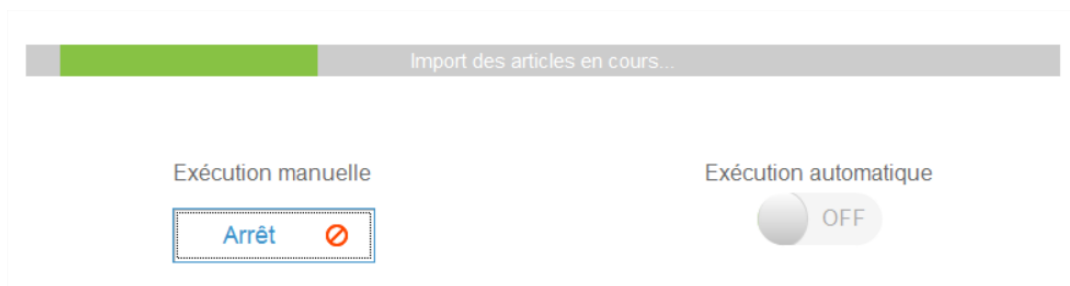 Import des articles en cours...
Exécution manuelle
Exécution automatique
Arrêt
OFF